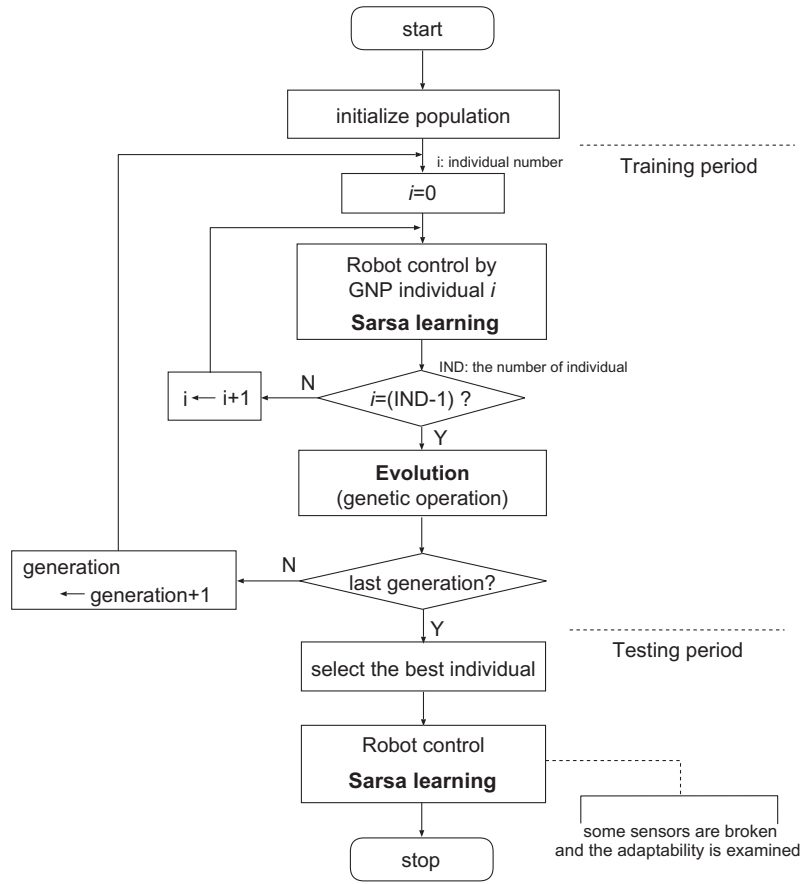 start
initialize population
Training period
i: individual number
i=0
Robot control by
GNP individual i
Sarsa learning
IND: the number of individual
N
i ← i+1
i=(IND-1) ?
Y
Evolution
(genetic operation)
generation
← generation+1
N
last generation?
Y
Testing period
select the best individual
Robot control
Sarsa learning
some sensors are broken
and the adaptability is examined
stop